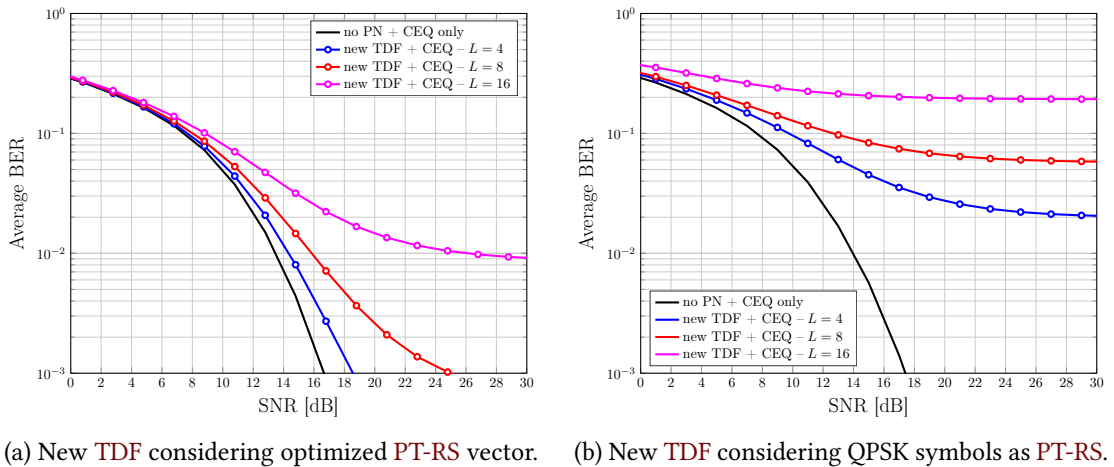 10^0
10^{-1}
10^{-2}
10^{-3}
Average BER
0 2 4 6 8 10 12 14 16 18 20 22 24 26 28 30
SNR [dB]
no PN + CEQ only
new TDF + CEQ – L = 4
new TDF + CEQ – L = 8
new TDF + CEQ – L = 16
(a) New TDF considering optimized PT-RS vector.
10^0
10^{-1}
10^{-2}
10^{-3}
Average BER
0 2 4 6 8 10 12 14 16 18 20 22 24 26 28 30
SNR [dB]
no PN + CEQ only
new TDF + CEQ – L = 4
new TDF + CEQ – L = 8
new TDF + CEQ – L = 16
(b) New TDF considering QPSK symbols as PT-RS.